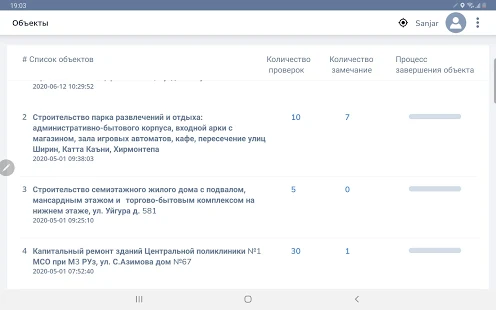 19:03
Объекты
Sanjar
# Список объектов
Количество проверок
Количество замечание
Процесс завершения объекта
2020-06-12 10:29:52
2 Строительство парка развлечений и отдыха: 10 7
административно-бытового корпуса, входной арки с
магазином, зала игровых автоматов, кафе, пересечение улиц
Ширин, Катта Каъни, Хирмонтепа
2020-05-01 09:38:03
3 Строительство семиэтажного жилого дома с подвалом, 5 0
мансардным этажом и торгово-бытовым комплексом на
нижнем этаже, ул. Уйгура д. 581
2020-05-01 09:25:10
4 Капитальный ремонт зданий Центральной поликлиники №1 30 1
МСО при МЗ РУз, ул. С.Азимова дом №67
2020-05-01 07:52:40